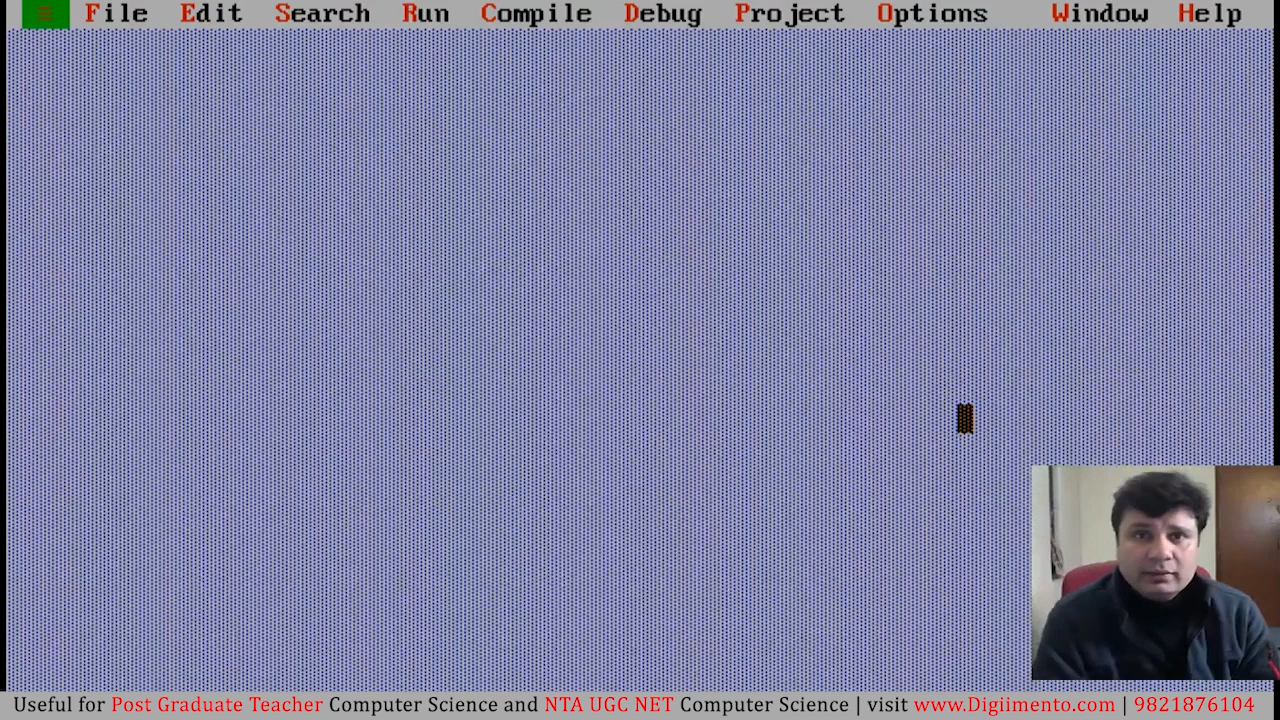 ≡ File Edit Search Run Compile Debug Project Options Window Help
Useful for Post Graduate Teacher Computer Science and NTA UGC NET Computer Science | visit www.Digiimento.com | 9821876104